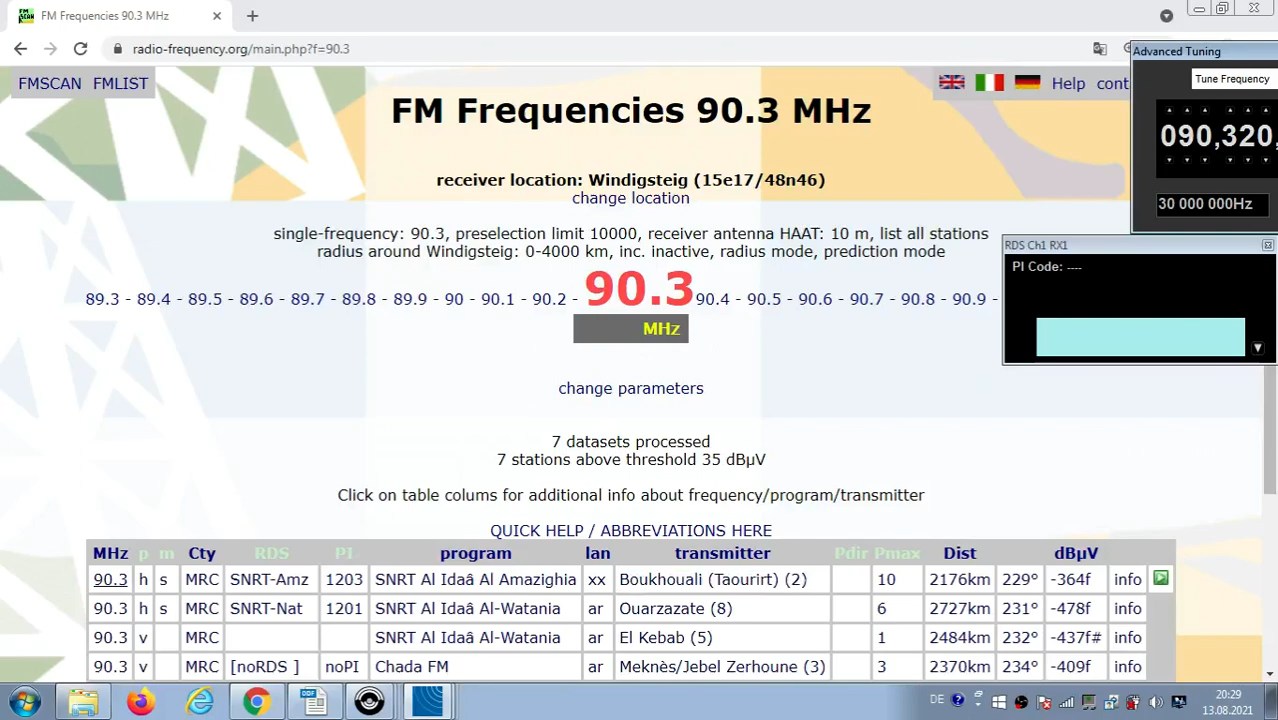 FM Frequencies 90.3 MHz
radio-frequency.org/main.php?f=90.3
FMSCAN FMLIST
Help cont
FM Frequencies 90.3 MHz
receiver location: Windigsteig (15e17/48n46)
change location
single-frequency: 90.3, preselection limit 10000, receiver antenna HAAT: 10 m, list all stations
radius around Windigsteig: 0-4000 km, inc. inactive, radius mode, prediction mode
89.3 - 89.4 - 89.5 - 89.6 - 89.7 - 89.8 - 89.9 - 90 - 90.1 - 90.2 - 90.3 90.4 - 90.5 - 90.6 - 90.7 - 90.8 - 90.9 -
MHz
change parameters
7 datasets processed
7 stations above threshold 35 dBµV
Click on table colums for additional info about frequency/program/transmitter
QUICK HELP / ABBREVIATIONS HERE
MHz p m Cty RDS PI program lan transmitter Pdir Pmax Dist dBµV
90.3 h s MRC SNRT-Amz 1203 SNRT Al Idaâ Al Amazighia xx Boukhouali (Taourirt) (2) 10 2176km 229° -364f info
90.3 h s MRC SNRT-Nat 1201 SNRT Al Idaâ Al-Watania ar Ouarzazate (8) 6 2727km 231° -478f info
90.3 v MRC SNRT Al Idaâ Al-Watania ar El Kebab (5) 1 2484km 232° -437f# info
90.3 v MRC [noRDS ] noPI Chada FM ar Meknès/Jebel Zerhoune (3) 3 2370km 234° -409f info
Advanced Tuning
Tune Frequency
090,320,
30 000 000Hz
RDS Ch1 RX1
PI Code: ----
DE
20:29
13.08.2021